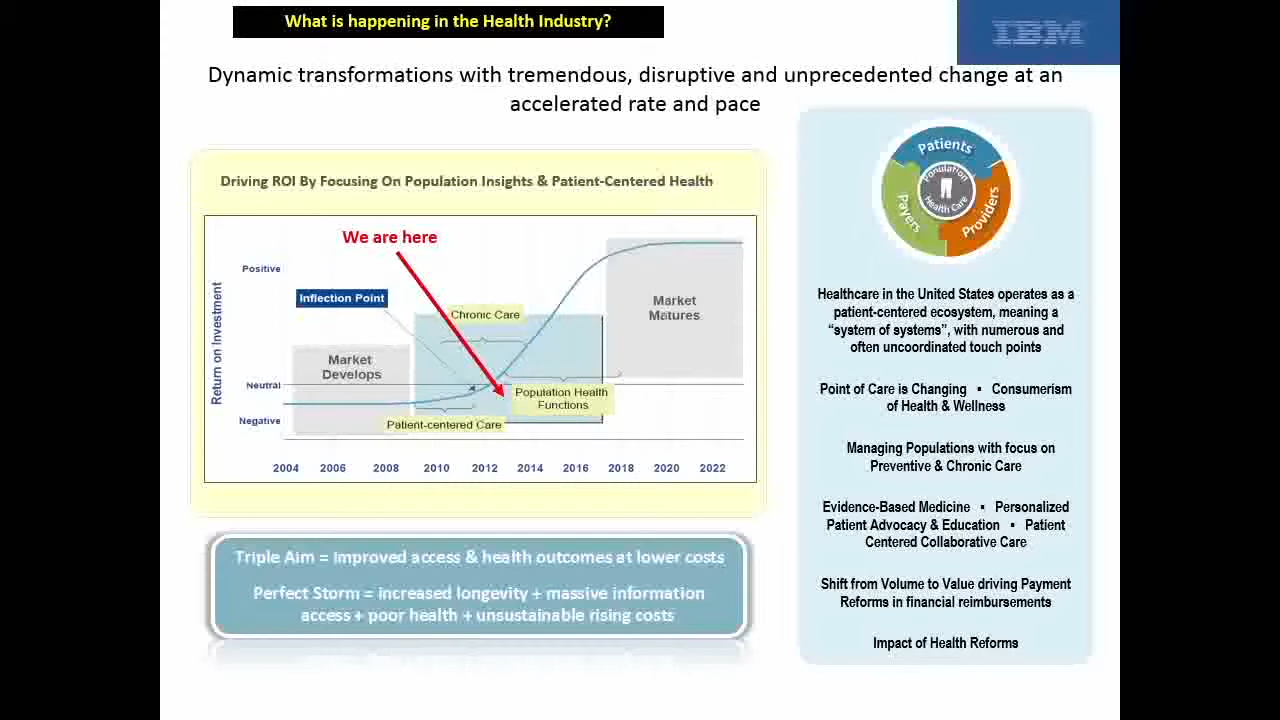 What is happening in the Health Industry?
IBM
Dynamic transformations with tremendous, disruptive and unprecedented change at an
accelerated rate and pace
Driving ROI By Focusing On Population Insights & Patient-Centered Health
We are here
Return on Investment
Positive
Neutral
Negative
Inflection Point
Chronic Care
Market
Develops
Market
Matures
Population Health
Functions
Patient-centered Care
2004 2006 2008 2010 2012 2014 2016 2018 2020 2022
Triple Aim = Improved access & health outcomes at lower costs
Perfect Storm = increased longevity + massive information
access + poor health + unsustainable rising costs
Patients
Providers
Payers
Population
Health Care
Healthcare in the United States operates as a
patient-centered ecosystem, meaning a
“system of systems”, with numerous and
often uncoordinated touch points
Point of Care is Changing ▪ Consumerism
of Health & Wellness
Managing Populations with focus on
Preventive & Chronic Care
Evidence-Based Medicine ▪ Personalized
Patient Advocacy & Education ▪ Patient
Centered Collaborative Care
Shift from Volume to Value driving Payment
Reforms in financial reimbursements
Impact of Health Reforms